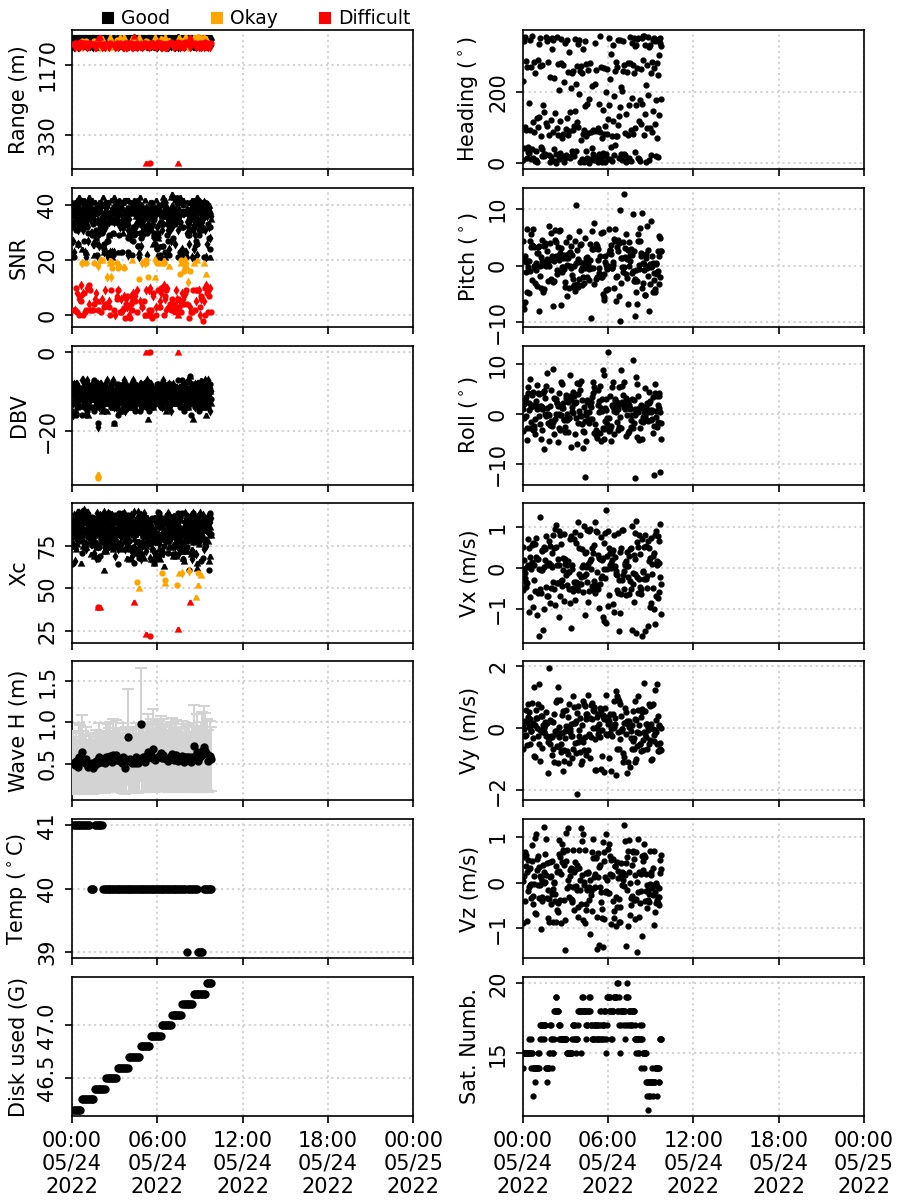 Good Okay Difficult
Range (m)
1170
330
Heading (°)
200
0
SNR
40
20
0
Pitch (°)
10
0
−10
DBV
0
−20
Roll (°)
10
0
−10
Xc
75
50
25
Vx (m/s)
1
0
−1
Wave H (m)
1.5
1.0
0.5
Vy (m/s)
2
0
−2
Temp (°C)
41
40
39
Vz (m/s)
1
0
−1
Disk used (G)
47.0
46.5
Sat. Numb.
20
15
00:00 06:00 12:00 18:00 00:00 00:00 06:00 12:00 18:00 00:00
05/24 05/24 05/24 05/24 05/25 05/24 05/24 05/24 05/24 05/25
2022 2022 2022 2022 2022 2022 2022 2022 2022 2022